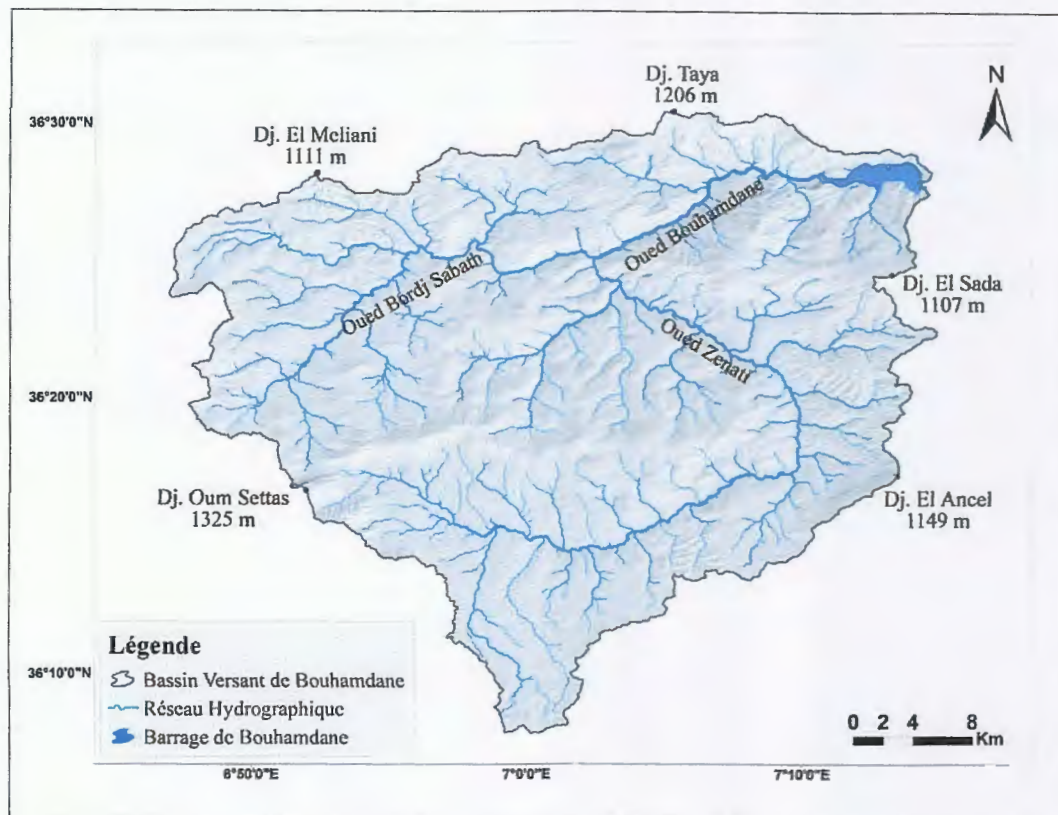 Dj. Taya
1206 m
N
36°30'0"N
Dj. El Meliani
1111 m
Oued Bouhamdane
Oued Bordj Sabath
Dj. El Sada
1107 m
Oued Zenati
36°20'0"N
Dj. Oum Settas
1325 m
Dj. El Ancel
1149 m
Légende
Bassin Versant de Bouhamdane
Réseau Hydrographique
Barrage de Bouhamdane
36°10'0"N
0 2 4 8
Km
6°50'0"E
7°0'0"E
7°10'0"E